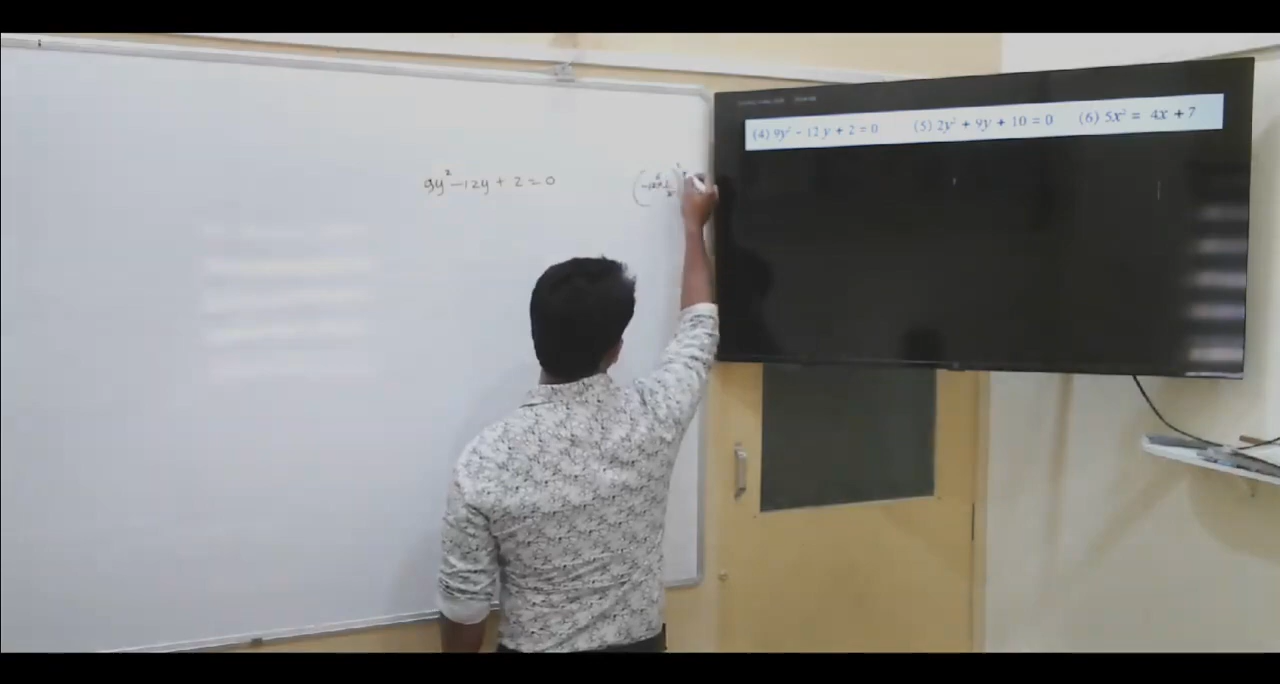 9y² - 12y + 2 = 0
(4) 9y² - 12y + 2 = 0 (5) 2y² + 9y + 10 = 0 (6) 5x² = 4x + 7